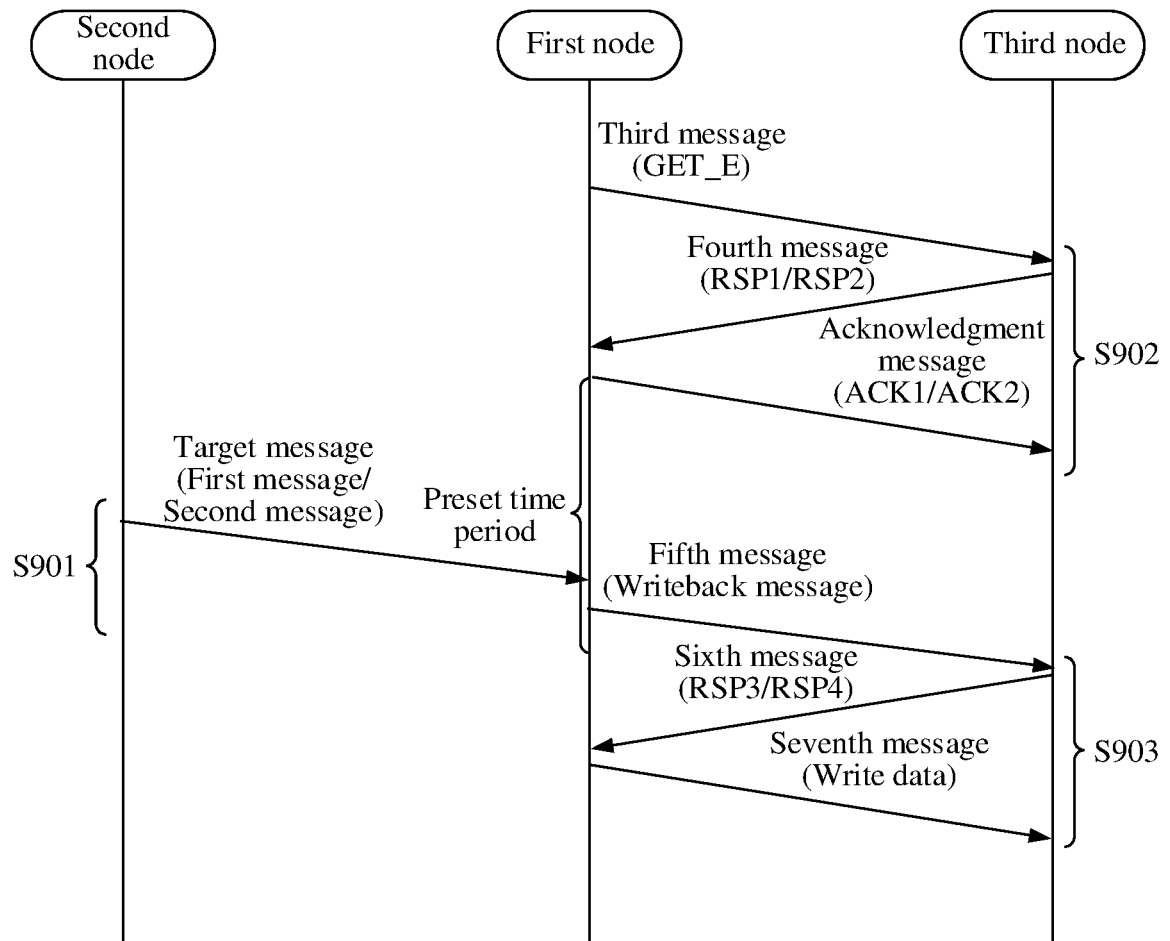 Second
node
First node
Third node
Third message
(GET_E)
Fourth message
(RSP1/RSP2)
Acknowledgment
message
(ACK1/ACK2)
S902
Target message
(First message/
Second message)
S901
Preset time
period
Fifth message
(Writeback message)
Sixth message
(RSP3/RSP4)
Seventh message
(Write data)
S903